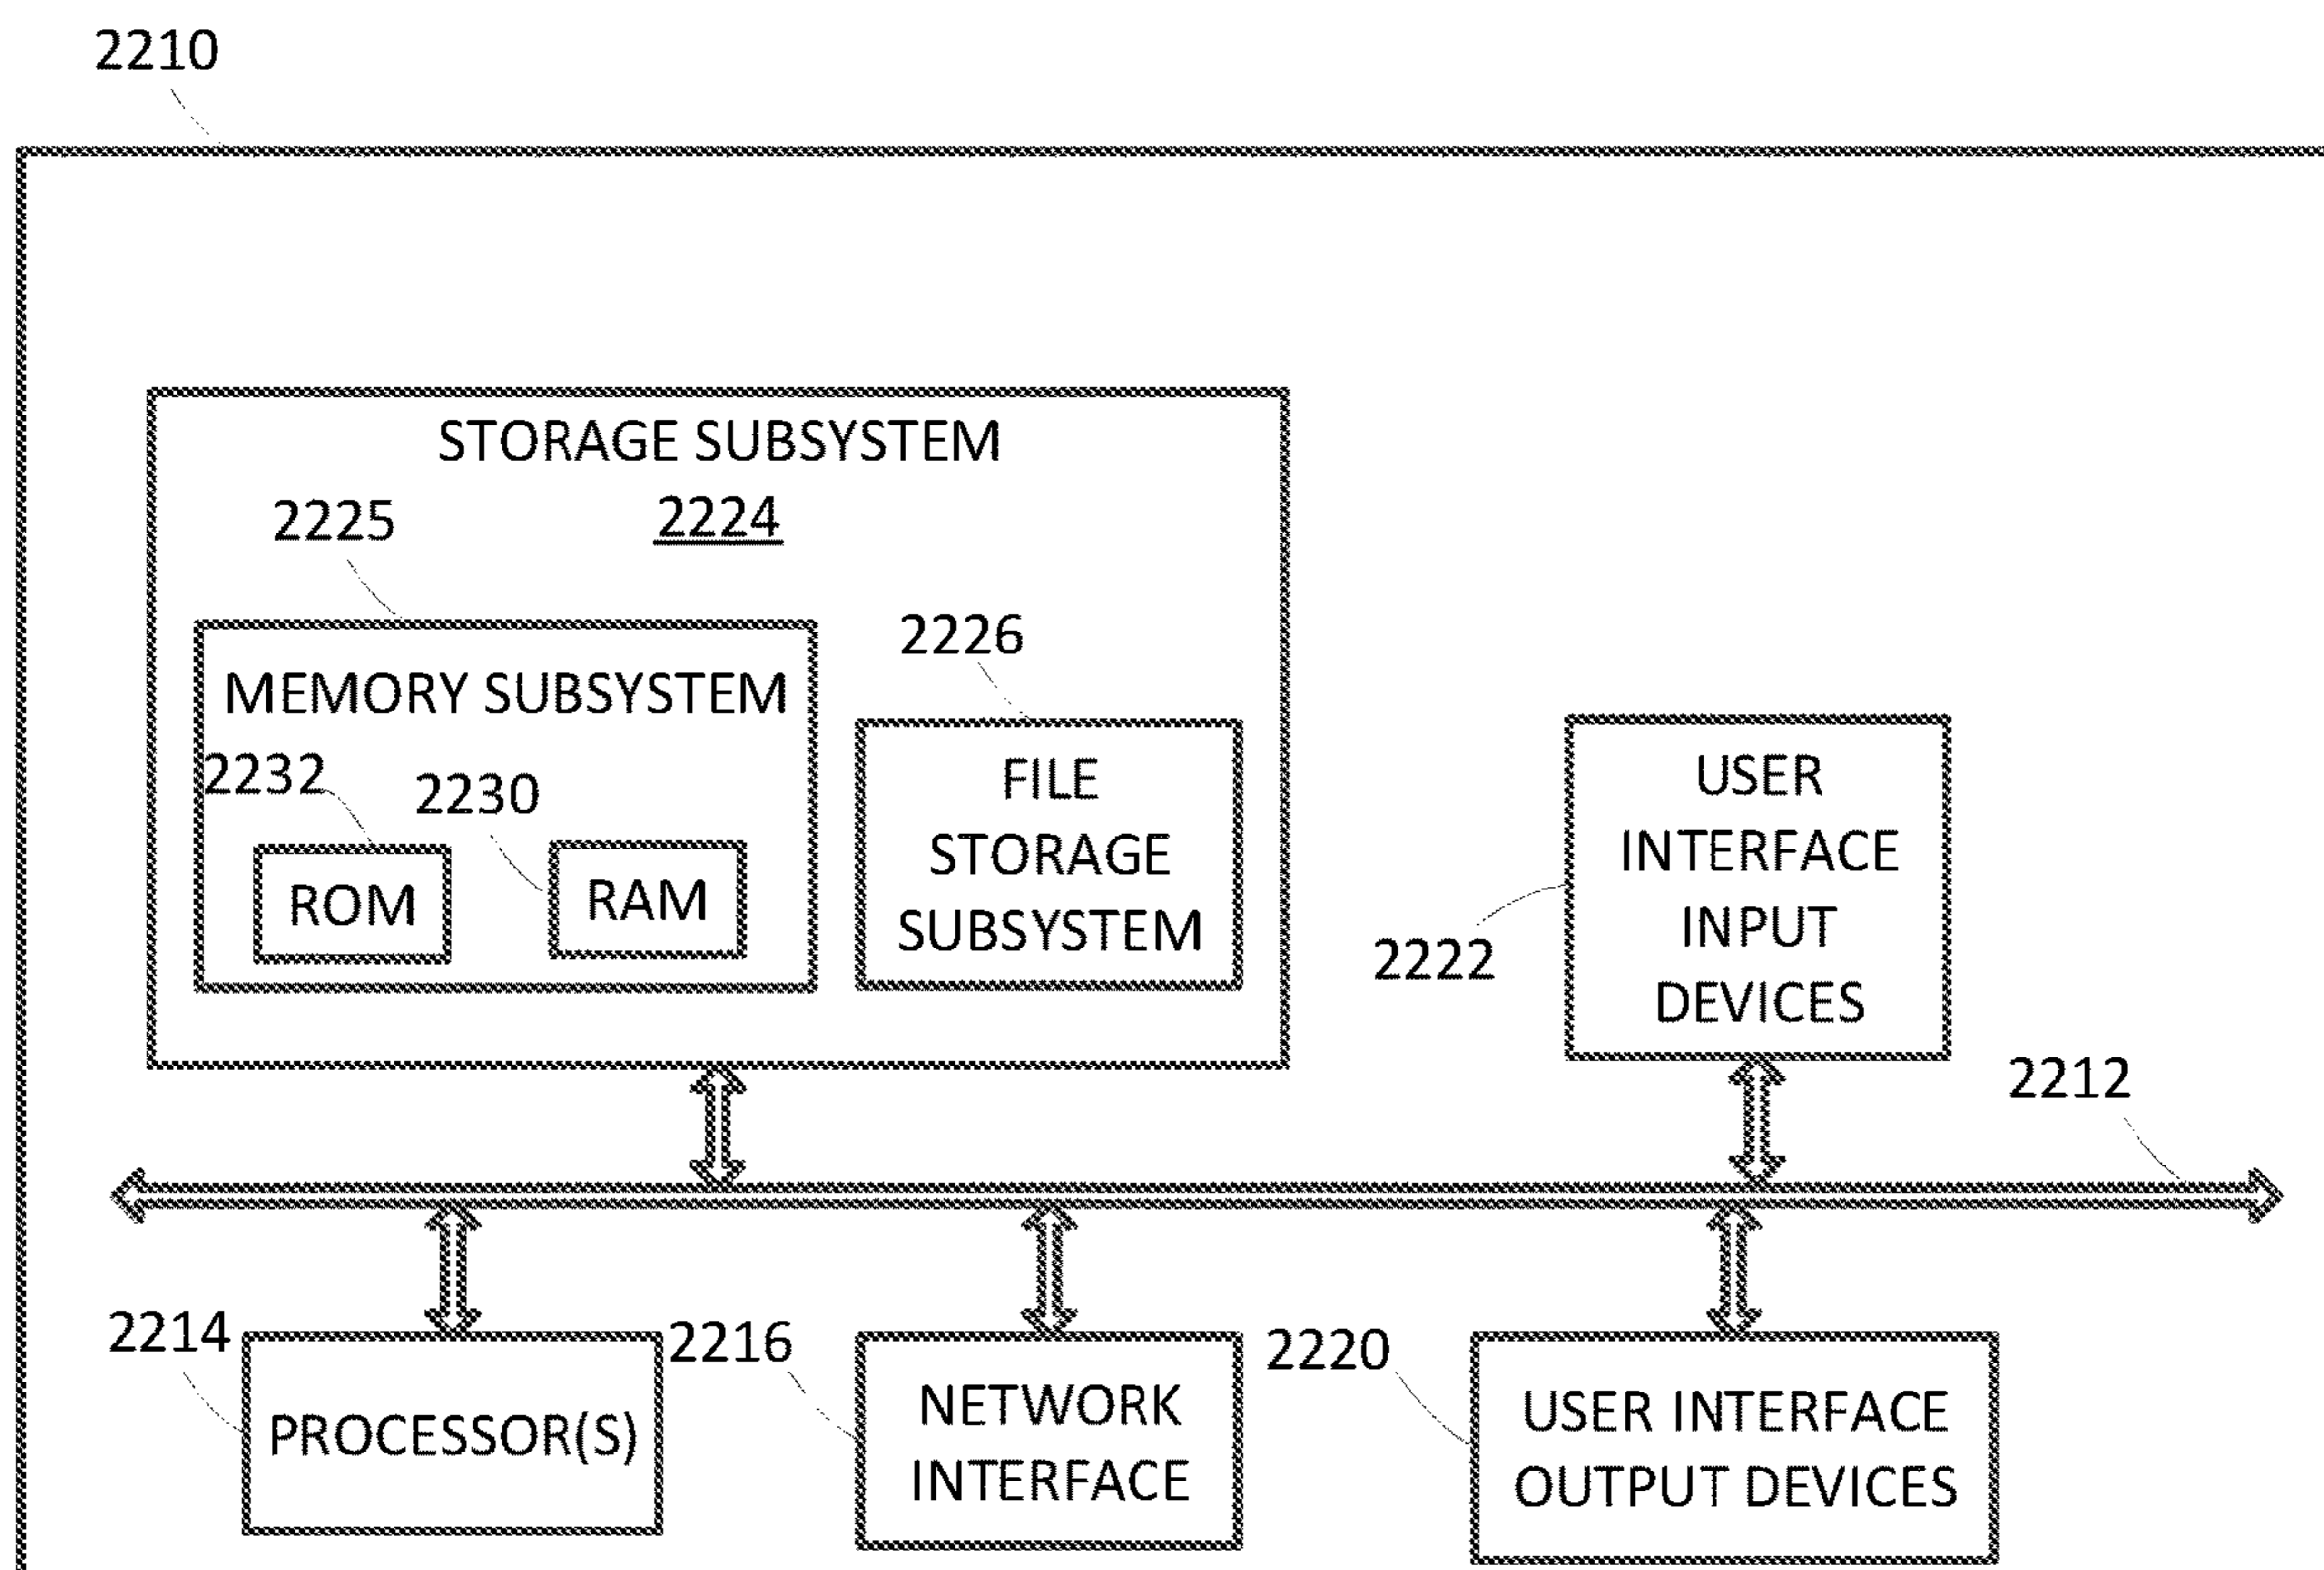 2210
STORAGE SUBSYSTEM
2224
2225
2226
MEMORY SUBSYSTEM
2232
2230
ROM
RAM
FILE
STORAGE
SUBSYSTEM
USER
INTERFACE
INPUT
DEVICES
2222
2212
2214
PROCESSOR(S)
2216
NETWORK
INTERFACE
2220
USER INTERFACE
OUTPUT DEVICES